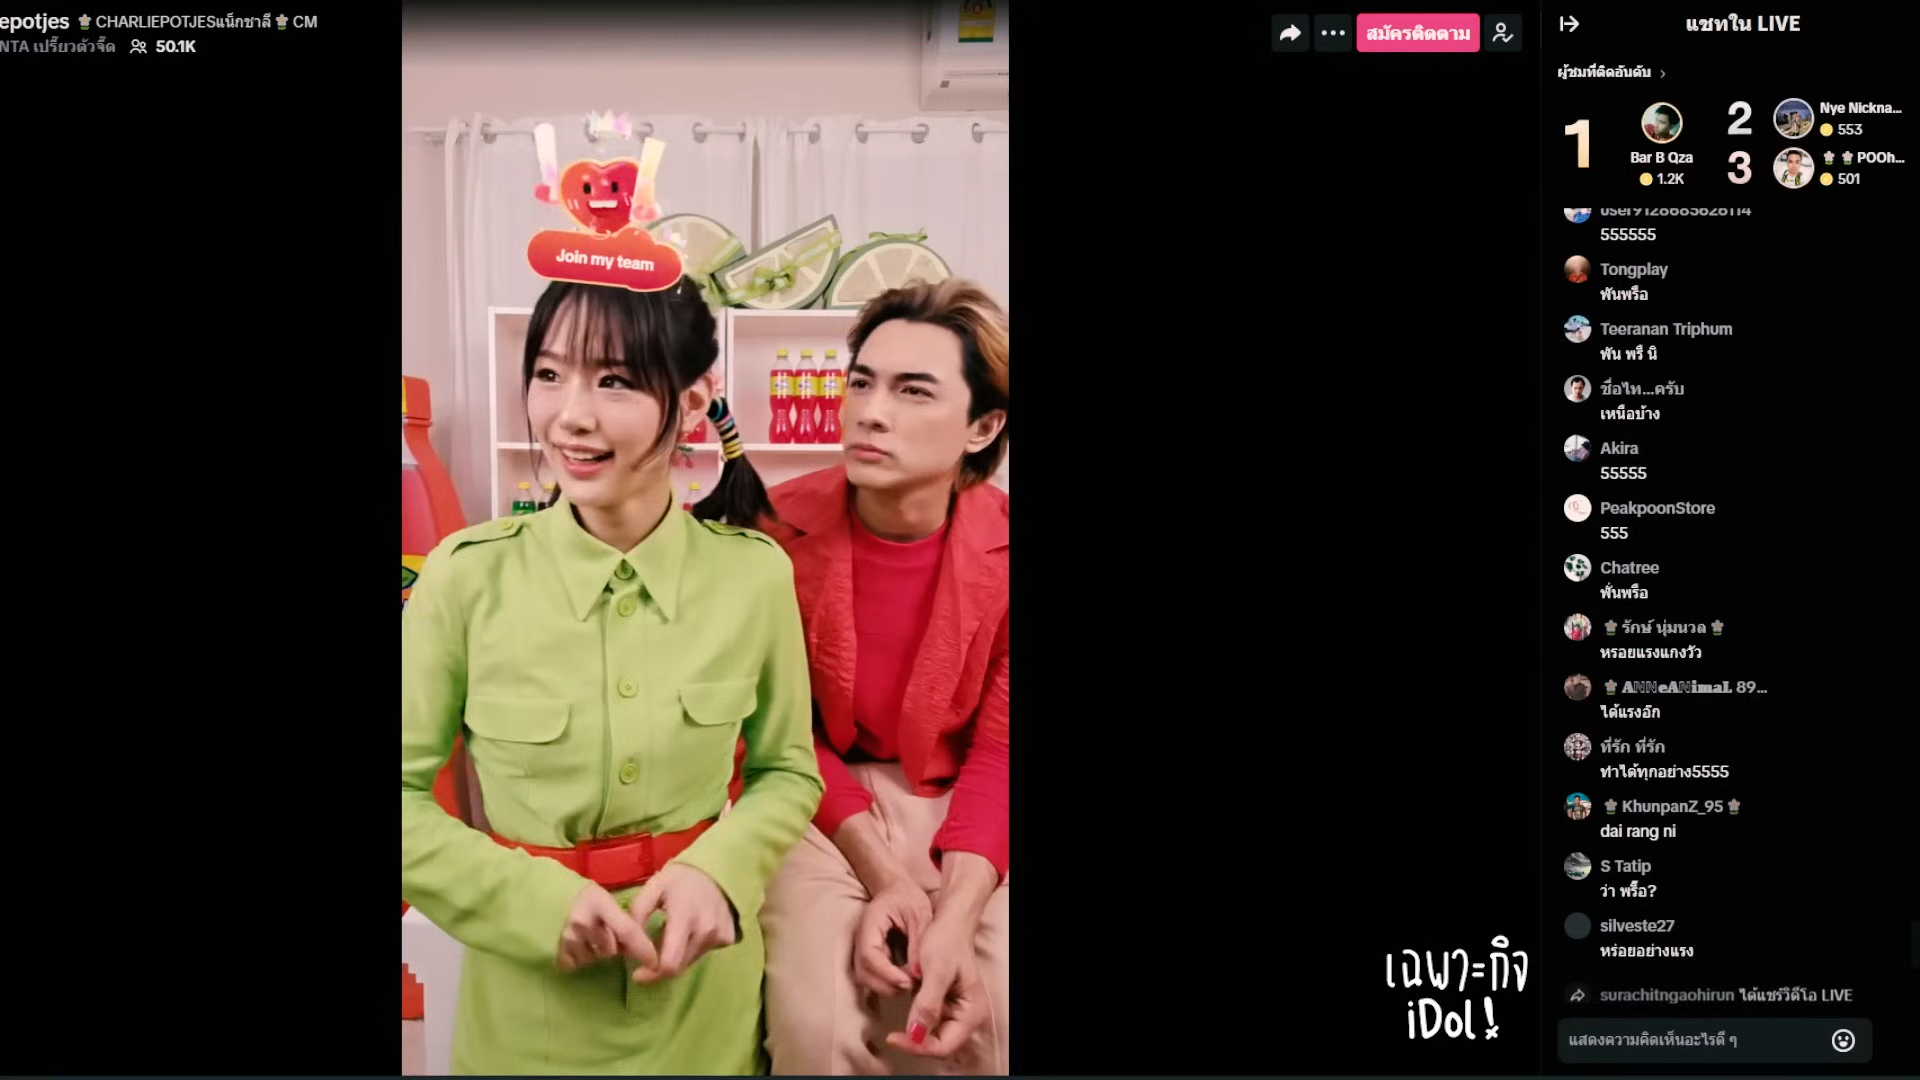 epotjes CHARLIEPOTJESแน็กชาลี CM
NTA เปรี้ยวตัวจี๊ด 50.1K
สมัครติดตาม
Join my team
เฉพาะกิจ
iDol!
แชทใน LIVE
ผู้ชมที่ติดอันดับ
1
Bar B Qza
1.2K
2
Nye Nickna...
553
3
POOh...
501
user9128685826114
555555
Tongplay
พันพรือ
Teeranan Triphum
พัน พรื้ นิ
ชื่อไท...ครับ
เหนือบ้าง
Akira
55555
PeakpoonStore
555
Chatree
พั่นพรือ
รักษ์ นุ่มนวล
หรอยแรงแกงวัว
ANNeANimaL 89...
ได้แรงอ๊ก
ที่รัก ที่รัก
ทำได้ทุกอย่าง5555
KhunpanZ_95
dai rang ni
S Tatip
ว่า พรื้อ?
silveste27
หร่อยอย่างแรง
surachitngaohirun ได้แชร์วิดีโอ LIVE
แสดงความคิดเห็นอะไรดี ๆ